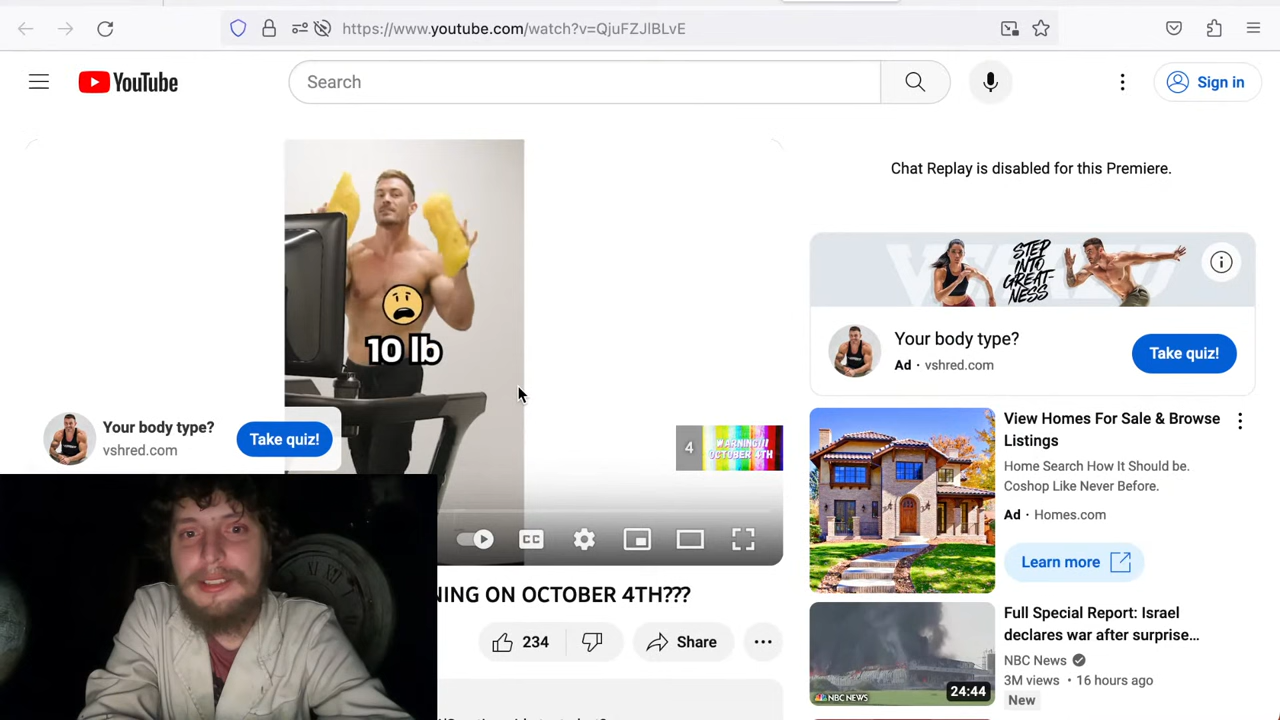 https://www.youtube.com/watch?v=QjuFZJlBLvE
YouTube
Search
Sign in
10 lb
Your body type?
vshred.com
Take quiz!
4
WARNING!!!
OCTOBER 4TH
NING ON OCTOBER 4TH???
234
Share
Chat Replay is disabled for this Premiere.
STEP
INTO
GREAT-
NESS
Your body type?
Ad · vshred.com
Take quiz!
View Homes For Sale & Browse
Listings
Home Search How It Should be.
Coshop Like Never Before.
Ad · Homes.com
Learn more
Full Special Report: Israel
declares war after surprise...
NBC News
3M views · 16 hours ago
New
NBC NEWS
24:44